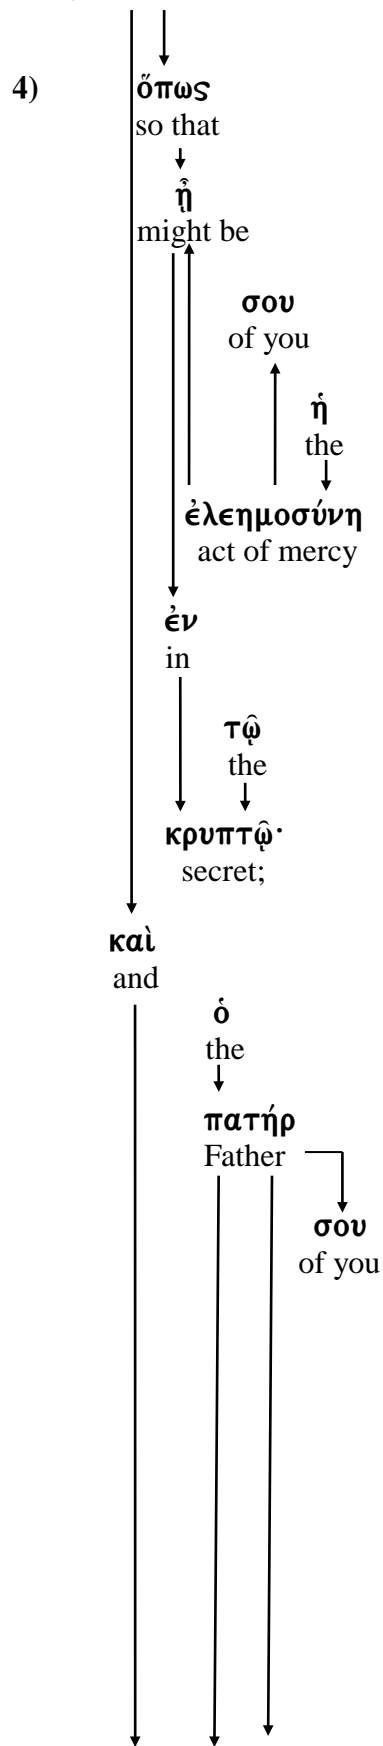 4) ὅπως
so that
ᾖ
might be
σου
of you
ἡ
the
ἐλεημοσύνη
act of mercy
ἐν
in
τῷ
the
κρυπτῷ·
secret;
καὶ
and
ὁ
the
πατήρ
Father
σου
of you